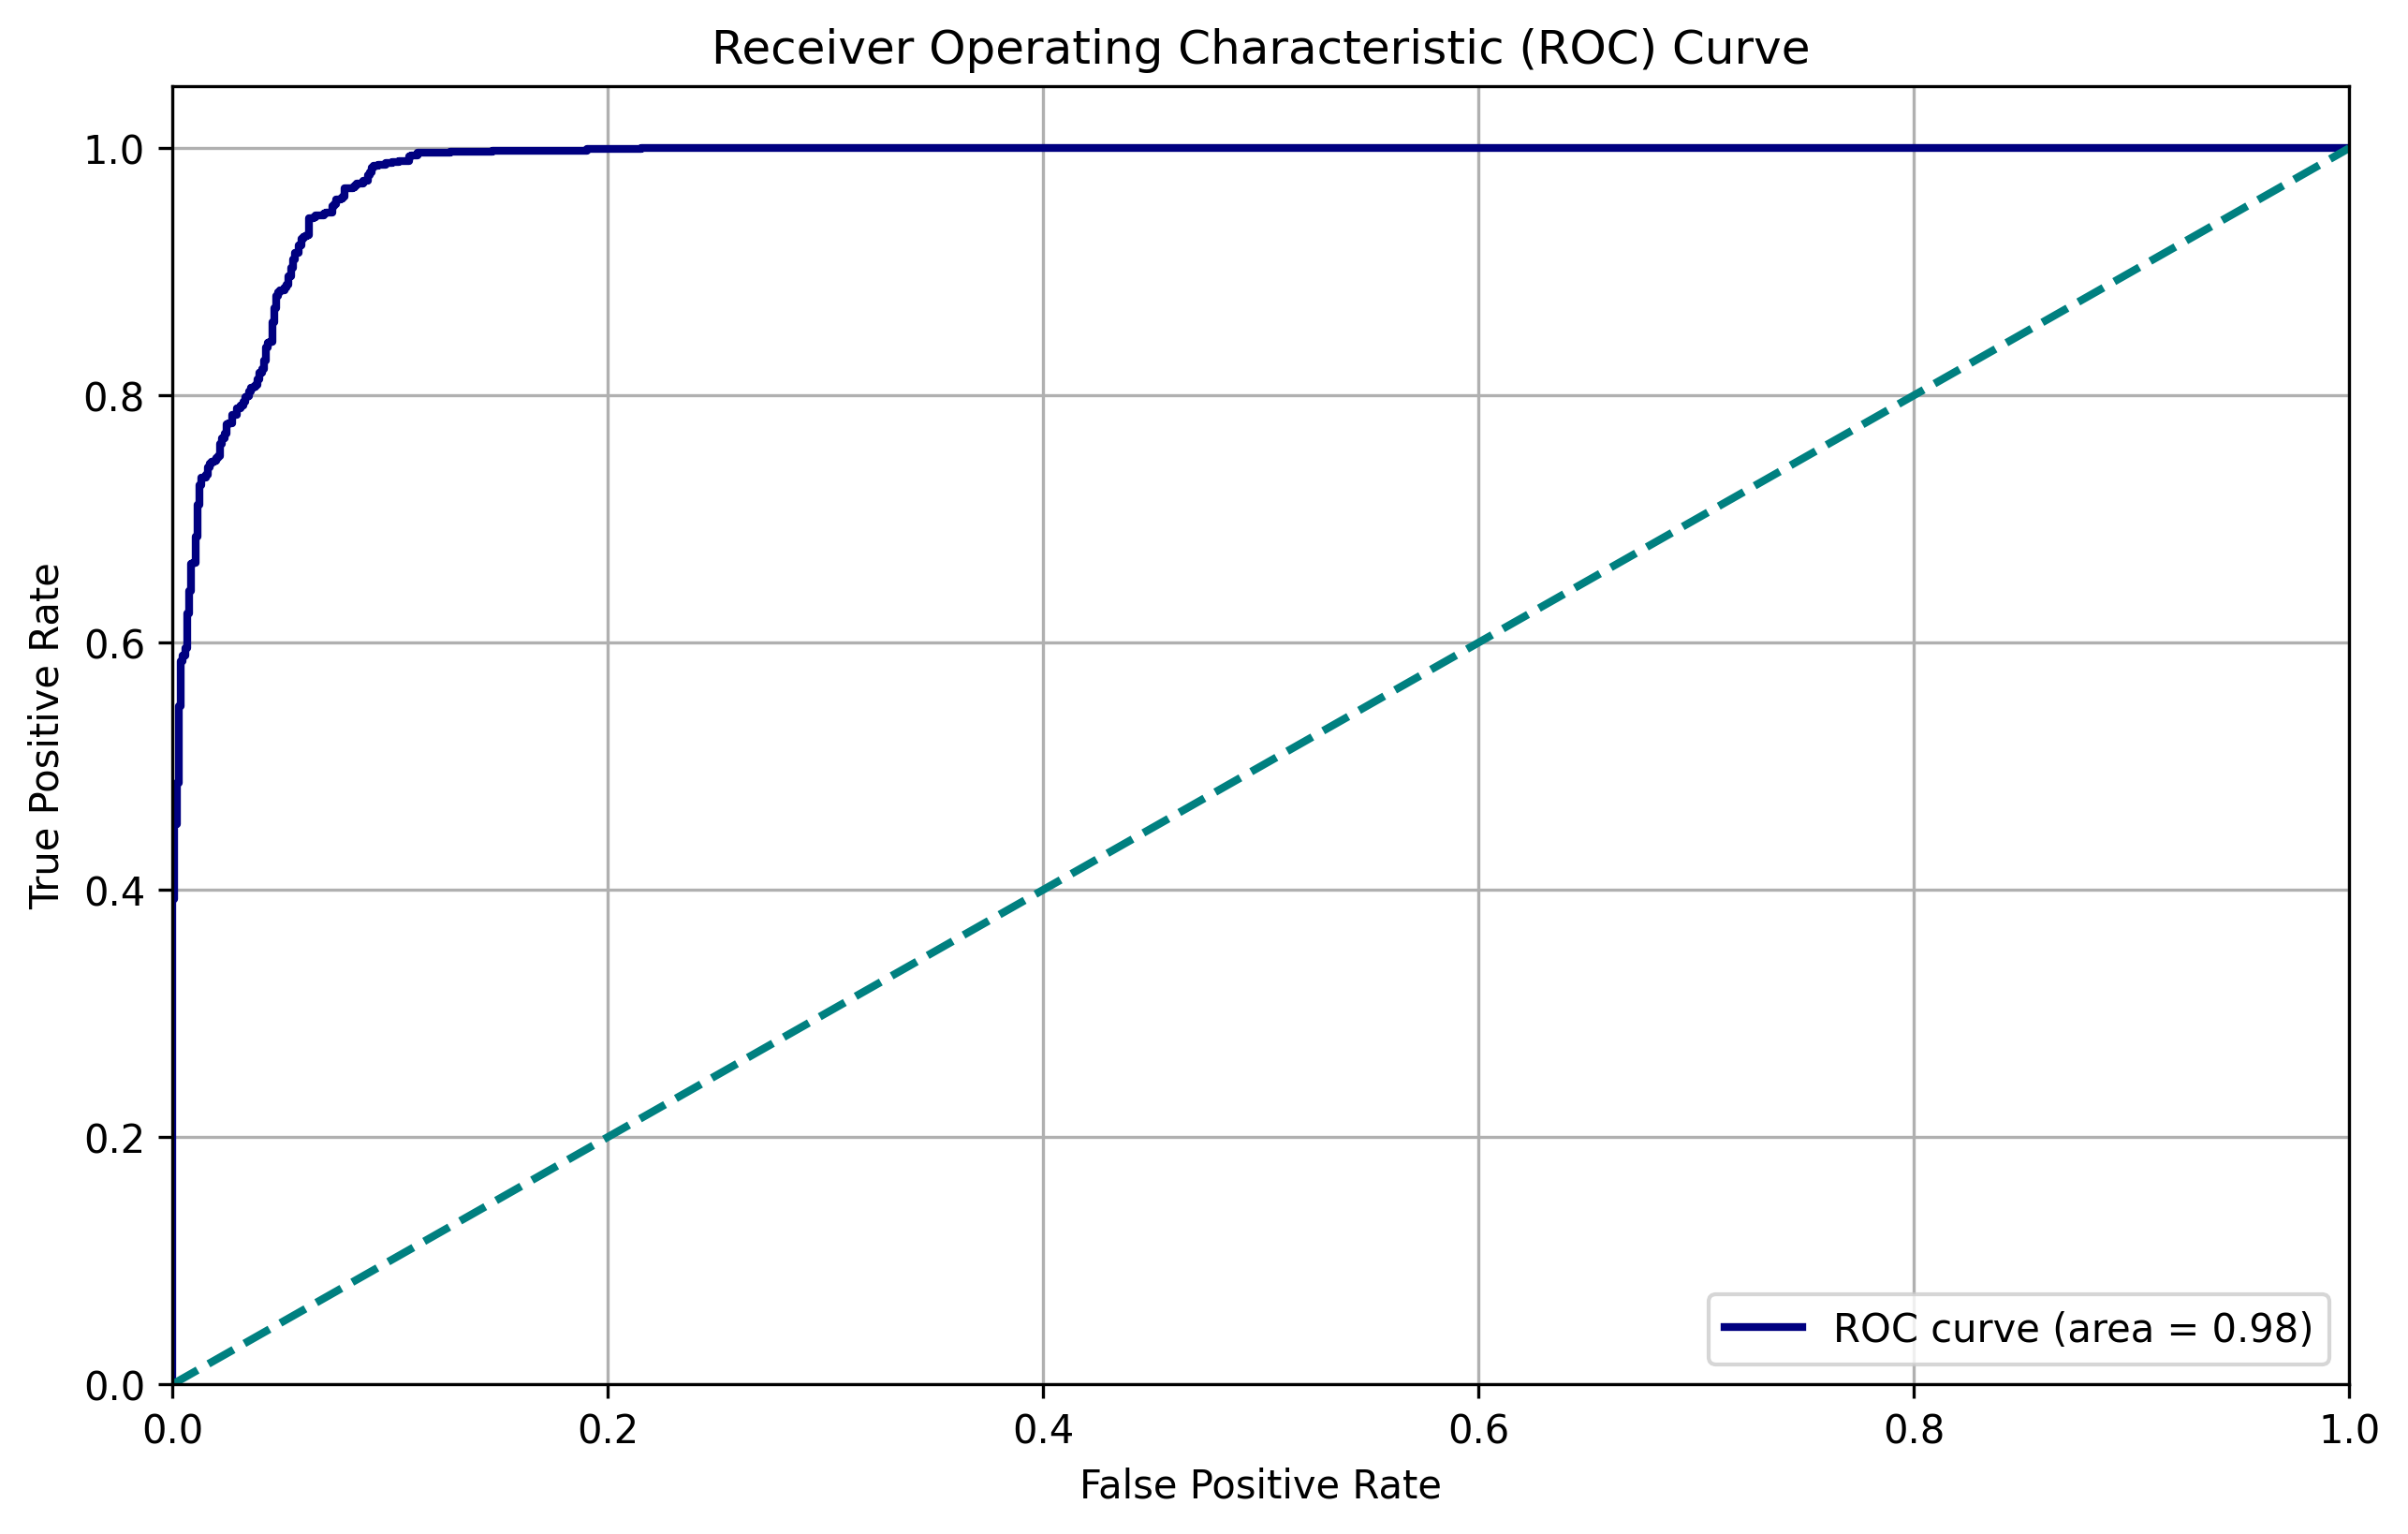 Receiver Operating Characteristic (ROC) Curve
1.0
0.8
0.6
0.4
0.2
0.0
True Positive Rate
ROC curve (area = 0.98)
0.0 0.2 0.4 0.6 0.8 1.0
False Positive Rate